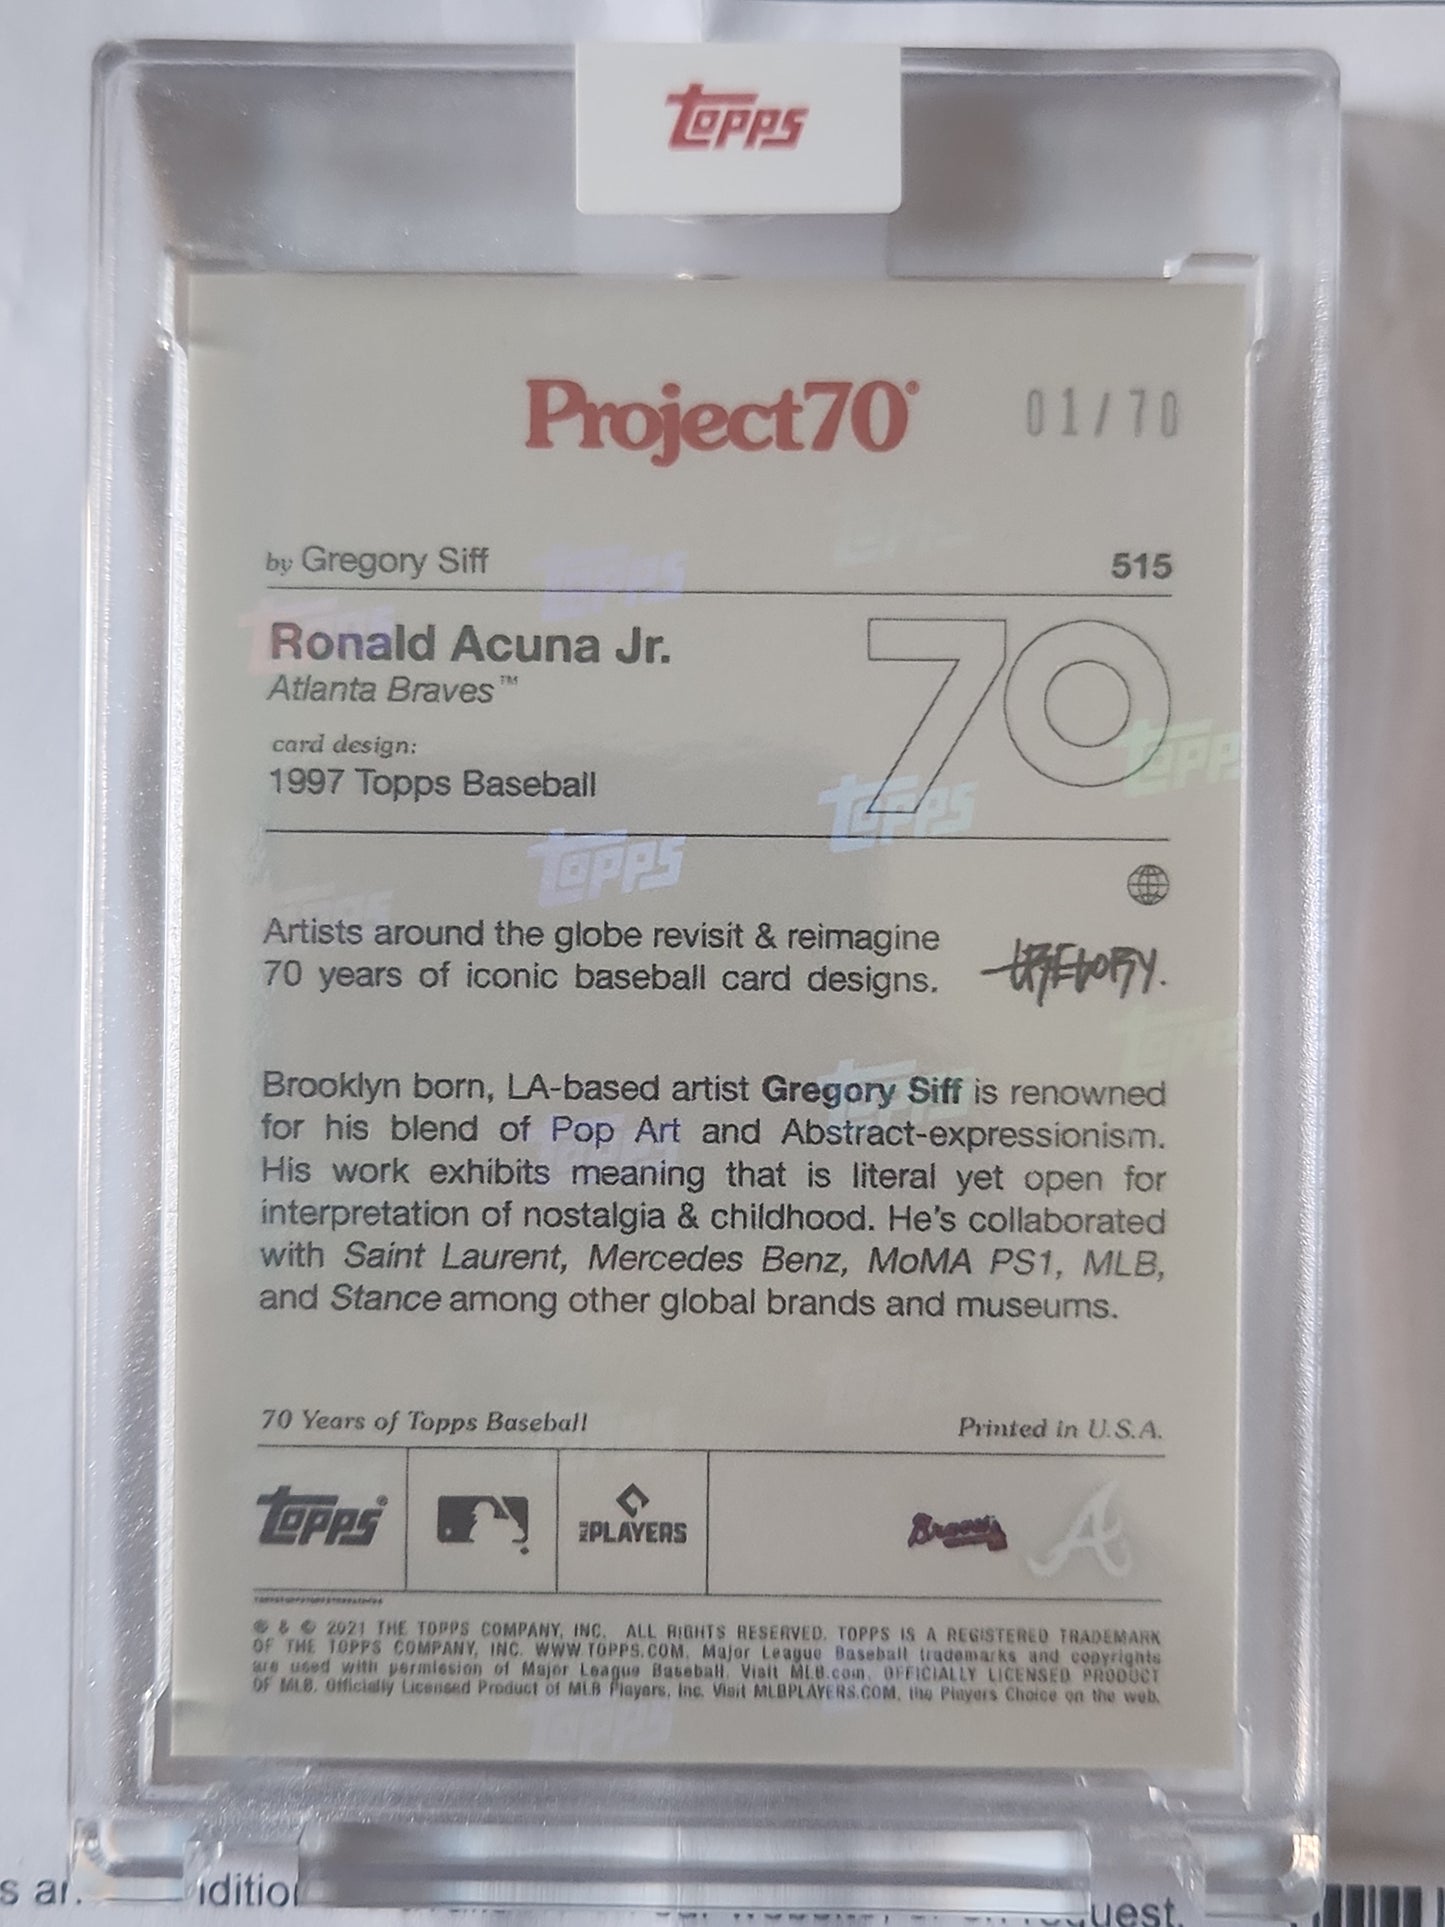 Topps
Project70®
01/70
by Gregory Siff
515
Ronald Acuna Jr.
Atlanta Braves™
70
card design:
1997 Topps Baseball
Artists around the globe revisit & reimagine
70 years of iconic baseball card designs.
GREGORY.
Brooklyn born, LA-based artist Gregory Siff is renowned
for his blend of Pop Art and Abstract-expressionism.
His work exhibits meaning that is literal yet open for
interpretation of nostalgia & childhood. He's collaborated
with Saint Laurent, Mercedes Benz, MoMA PS1, MLB,
and Stance among other global brands and museums.
70 Years of Topps Baseball
Printed in U.S.A.
Topps®
MLB PLAYERS
Braves
A
® & © 2021 THE TOPPS COMPANY, INC. ALL RIGHTS RESERVED. TOPPS IS A REGISTERED TRADEMARK
OF THE TOPPS COMPANY, INC. WWW.TOPPS.COM. Major League Baseball trademarks and copyrights
are used with permission of Major League Baseball. Visit MLB.com. OFFICIALLY LICENSED PRODUCT
OF MLB. Officially Licensed Product of MLB Players, Inc. Visit MLBPLAYERS.COM, the Players Choice on the web.